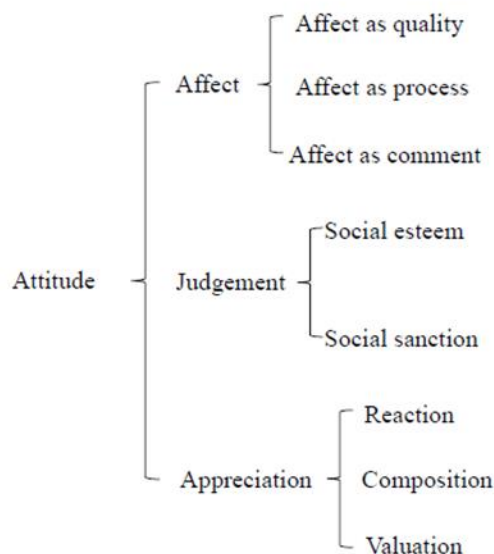 Affect as quality
Affect
Affect as process
Affect as comment
Social esteem
Attitude
Judgement
Social sanction
Reaction
Appreciation
Composition
Valuation